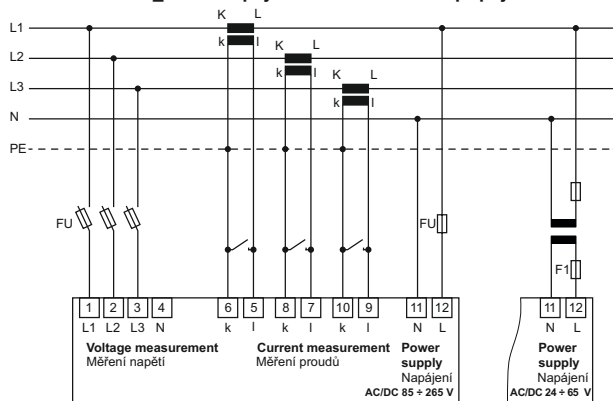 K L
L1
k l
K L
L2
k l
K L
L3
k l
N
PE
FU
FU
F1
1 2 3 4 6 5 8 7 10 9 11 12
L1 L2 L3 N k l k l k l N L
11 12
N L
Voltage measurement
Měření napětí
Current measurement
Měření proudů
Power
supply
Napájení
AC/DC 85 ÷ 265 V
Power
supply
Napájení
AC/DC 24 ÷ 65 V